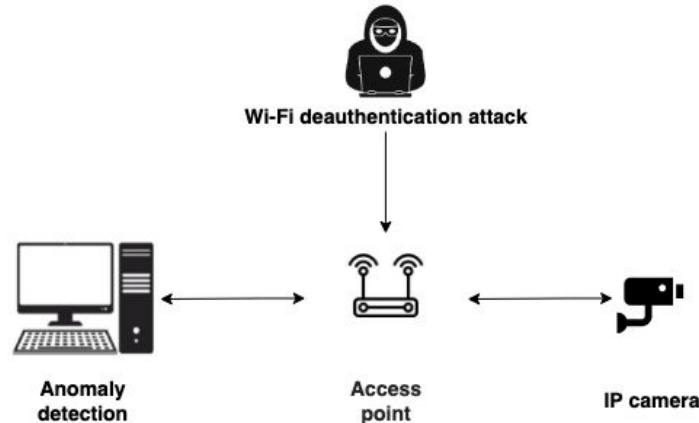 Wi-Fi deauthentication attack
Anomaly
detection
Access
point
IP camera